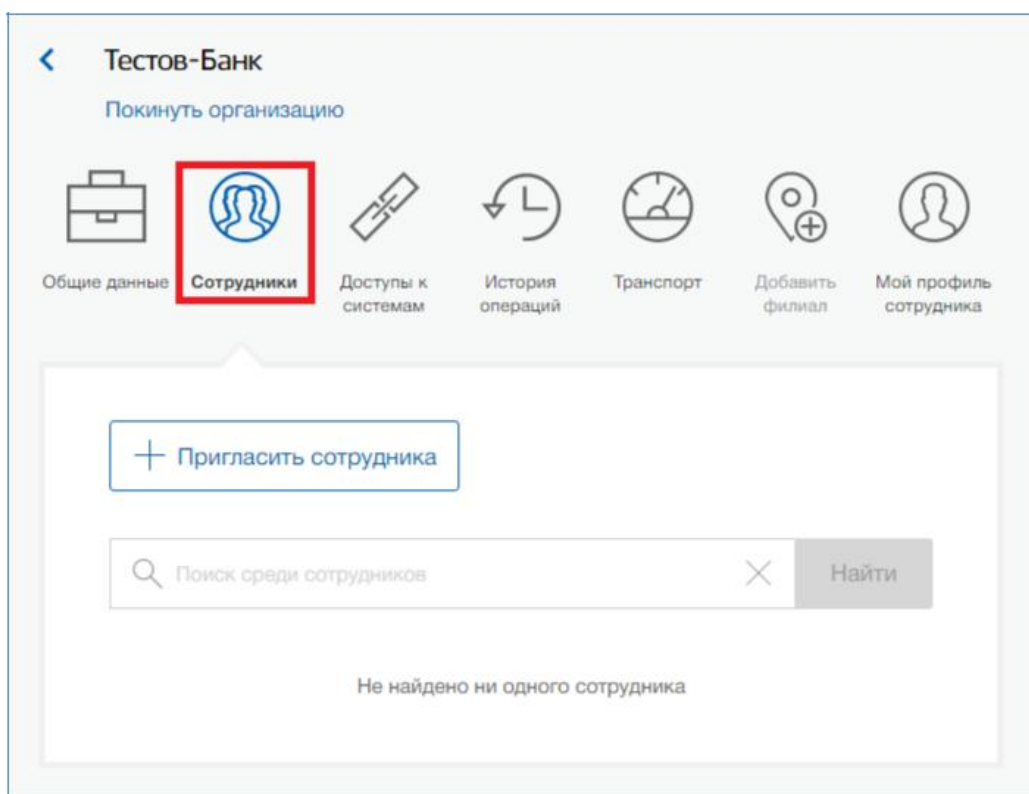 Тестов-Банк
Покинуть организацию
Общие данные
Сотрудники
Доступы к
системам
История
операций
Транспорт
Добавить
филиал
Мой профиль
сотрудника
Пригласить сотрудника
Поиск среди сотрудников
Найти
Не найдено ни одного сотрудника